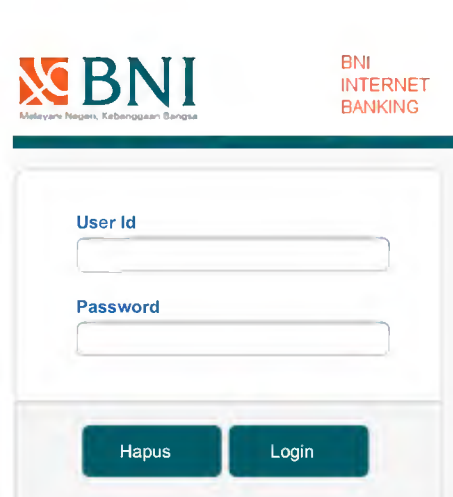 BNI
BNI
INTERNET
BANKING
Melayani Negeri, Kebanggaan Bangsa
User Id
Password
Hapus
Login